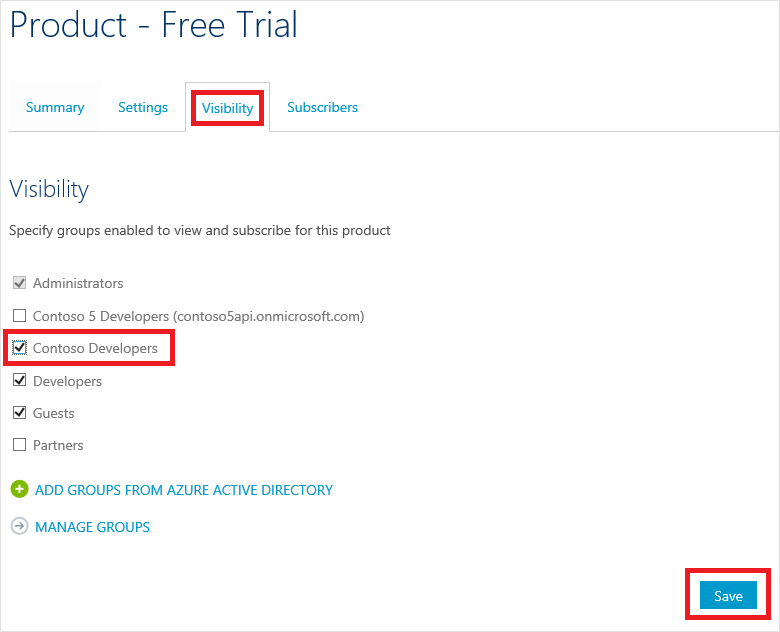 Product - Free Trial
Summary Settings Visibility Subscribers
Visibility
Specify groups enabled to view and subscribe for this product
Administrators
Contoso 5 Developers (contoso5api.onmicrosoft.com)
Contoso Developers
Developers
Guests
Partners
ADD GROUPS FROM AZURE ACTIVE DIRECTORY
MANAGE GROUPS
Save